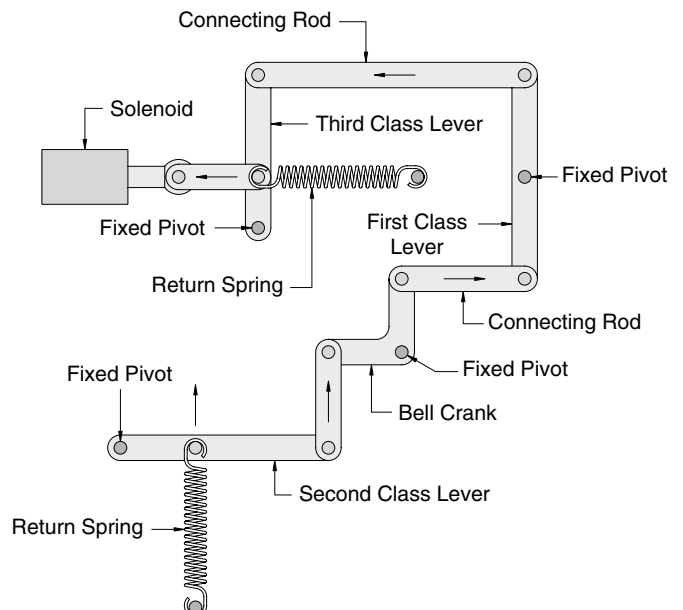 Connecting Rod
Solenoid
Third Class Lever
Fixed Pivot
Fixed Pivot
First Class
Lever
Return Spring
Connecting Rod
Fixed Pivot
Fixed Pivot
Bell Crank
Second Class Lever
Return Spring